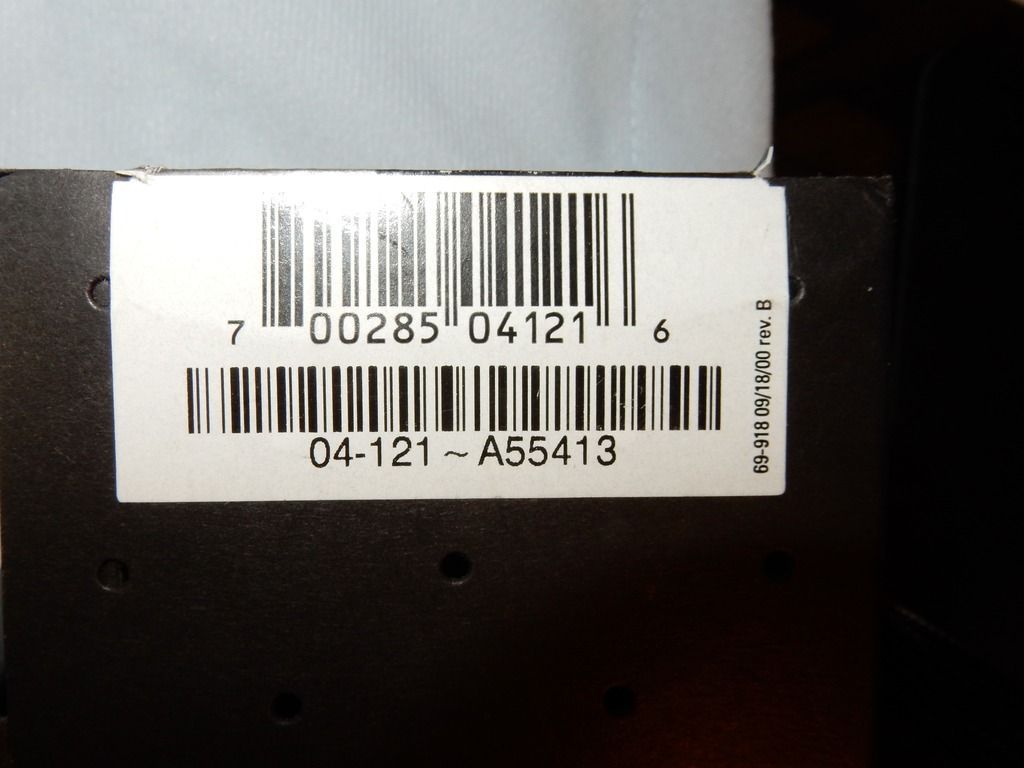 7 00285 04121 6
04-121 ~ A55413
69-918 09/18/00 rev. B